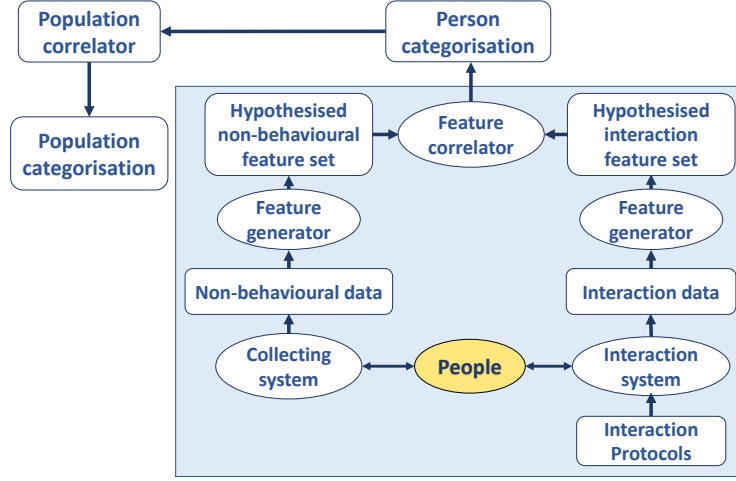 Population
correlator
Person
categorisation
Population
categorisation
Hypothesised
non-behavioural
feature set
Feature
correlator
Hypothesised
interaction
feature set
Feature
generator
Feature
generator
Non-behavioural data
Interaction data
Collecting
system
People
Interaction
system
Interaction
Protocols